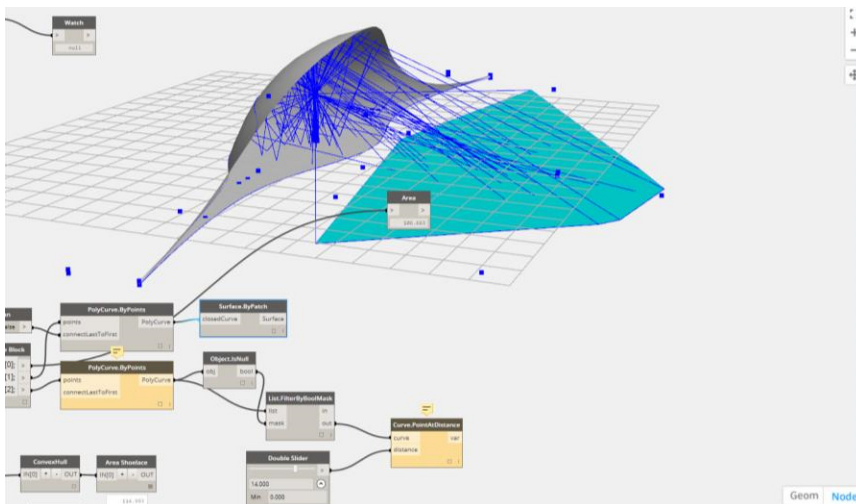 Watch
> >
null
Area
> >
PolyCurve.ByPoints
points PolyCurve >
connectLastToFirst
Surface.ByPatch
closedCurve Surface
Block
[0]; >
[1]; >
[2]; >
PolyCurve.ByPoints
points PolyCurve
connectLastToFirst
Object.IsNull
obj bool
List.FilterByBoolMask
list in
mask out
Curve.PointAtDistance
curve var
distance
ConvexHull
IN[0] + - OUT
Area Shoelace
IN[0] + - OUT
Double Slider
>
14.000
Min 0.000
Geom Node